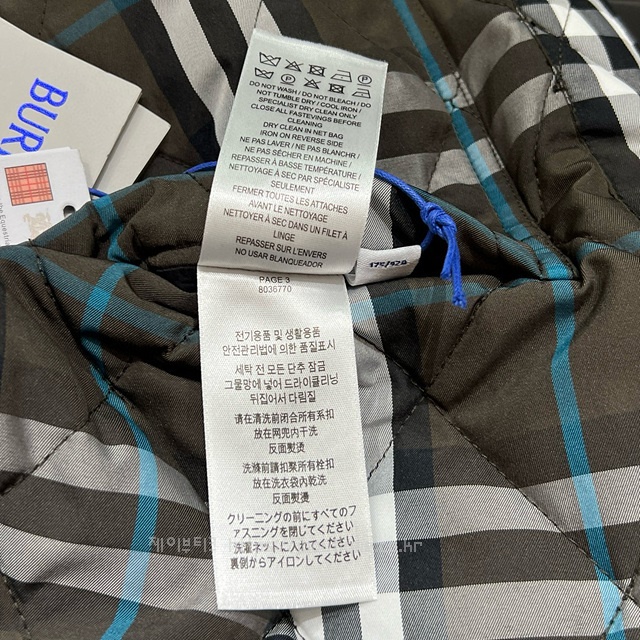 BUR
DO NOT WASH / DO NOT BLEACH / DO
NOT TUMBLE DRY / COOL IRON /
SPECIALIST DRY CLEAN ONLY
CLOSE ALL FASTENINGS BEFORE
CLEANING
DRY CLEAN IN NET BAG
IRON ON REVERSE SIDE
NE PAS LAVER / NE PAS BLANCHIR /
NE PAS SÉCHER EN MACHINE /
REPASSER À BASSE TEMPÉRATURE /
NETTOYAGE À SEC PAR SPÉCIALISTE
SEULEMENT
FERMER TOUTES LES ATTACHES
AVANT LE NETTOYAGE
NETTOYER À SEC DANS UN FILET À
LINGE
REPASSER SUR L'ENVERS
NO USAR BLANQUEADOR
PAGE 3
8036770
전기용품 및 생활용품
안전관리법에 의한 품질표시
세탁 전 모든 단추 잠금
그물망에 넣어 드라이클리닝
뒤집어서 다림질
请在清洗前闭合所有系扣
放在网兜内干洗
反面熨烫
洗滌前請扣緊所有栓扣
放在洗衣袋內乾洗
反面熨燙
クリーニングの前にすべてのフ
ァスニングを閉じてください
洗濯ネットに入れてください
裏側からアイロンしてください